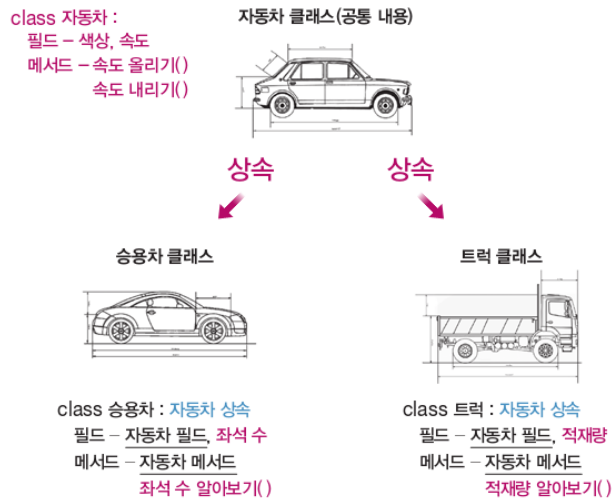 class 자동차 :
필드 – 색상, 속도
메서드 – 속도 올리기()
속도 내리기()
자동차 클래스(공통 내용)
상속
상속
승용차 클래스
트럭 클래스
class 승용차 : 자동차 상속
필드 – 자동차 필드, 좌석 수
메서드 – 자동차 메서드
좌석 수 알아보기()
class 트럭 : 자동차 상속
필드 – 자동차 필드, 적재량
메서드 – 자동차 메서드
적재량 알아보기()